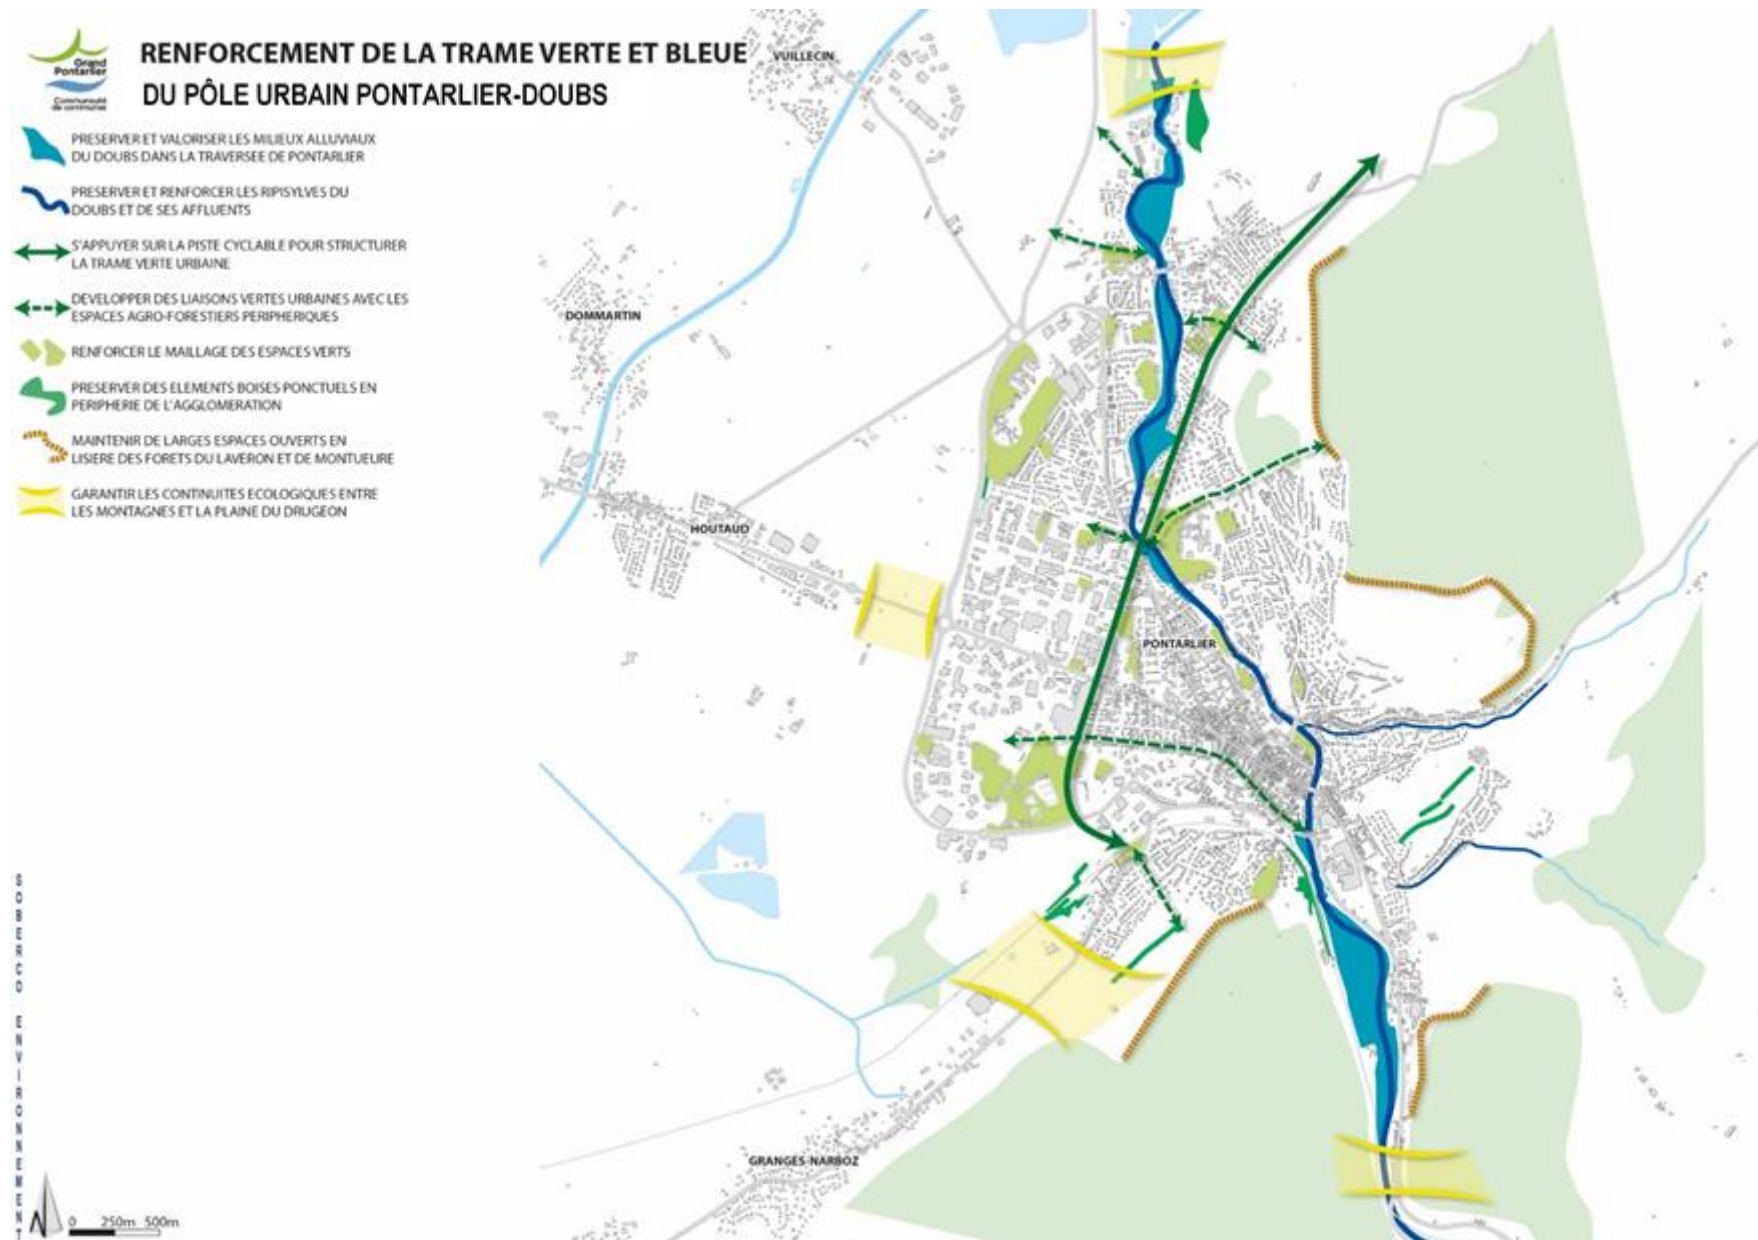 Grand
Pontarlier
Communauté
de communes
RENFORCEMENT DE LA TRAME VERTE ET BLEUE
DU PÔLE URBAIN PONTARLIER-DOUBS
PRESERVER ET VALORISER LES MILIEUX ALLUVIAUX
DU DOUBS DANS LA TRAVERSEE DE PONTARLIER
PRESERVER ET RENFORCER LES RIPISYLVES DU
DOUBS ET DE SES AFFLUENTS
S'APPUYER SUR LA PISTE CYCLABLE POUR STRUCTURER
LA TRAME VERTE URBAINE
DEVELOPPER DES LIAISONS VERTES URBAINES AVEC LES
ESPACES AGRO-FORESTIERS PERIPHERIQUES
RENFORCER LE MAILLAGE DES ESPACES VERTS
PRESERVER DES ELEMENTS BOISES PONCTUELS EN
PERIPHERIE DE L'AGGLOMERATION
MAINTENIR DE LARGES ESPACES OUVERTS EN
LISIERE DES FORETS DU LAVERON ET DE MONTUEURE
GARANTIR LES CONTINUITES ECOLOGIQUES ENTRE
LES MONTAGNES ET LA PLAINE DU DRUGEON
VUILLECIN
DOMMARTIN
HOUTAUD
PONTARLIER
GRANGES-NARBOZ
SOBERCO ENVIRONNEMENT
N
0 250m 500m